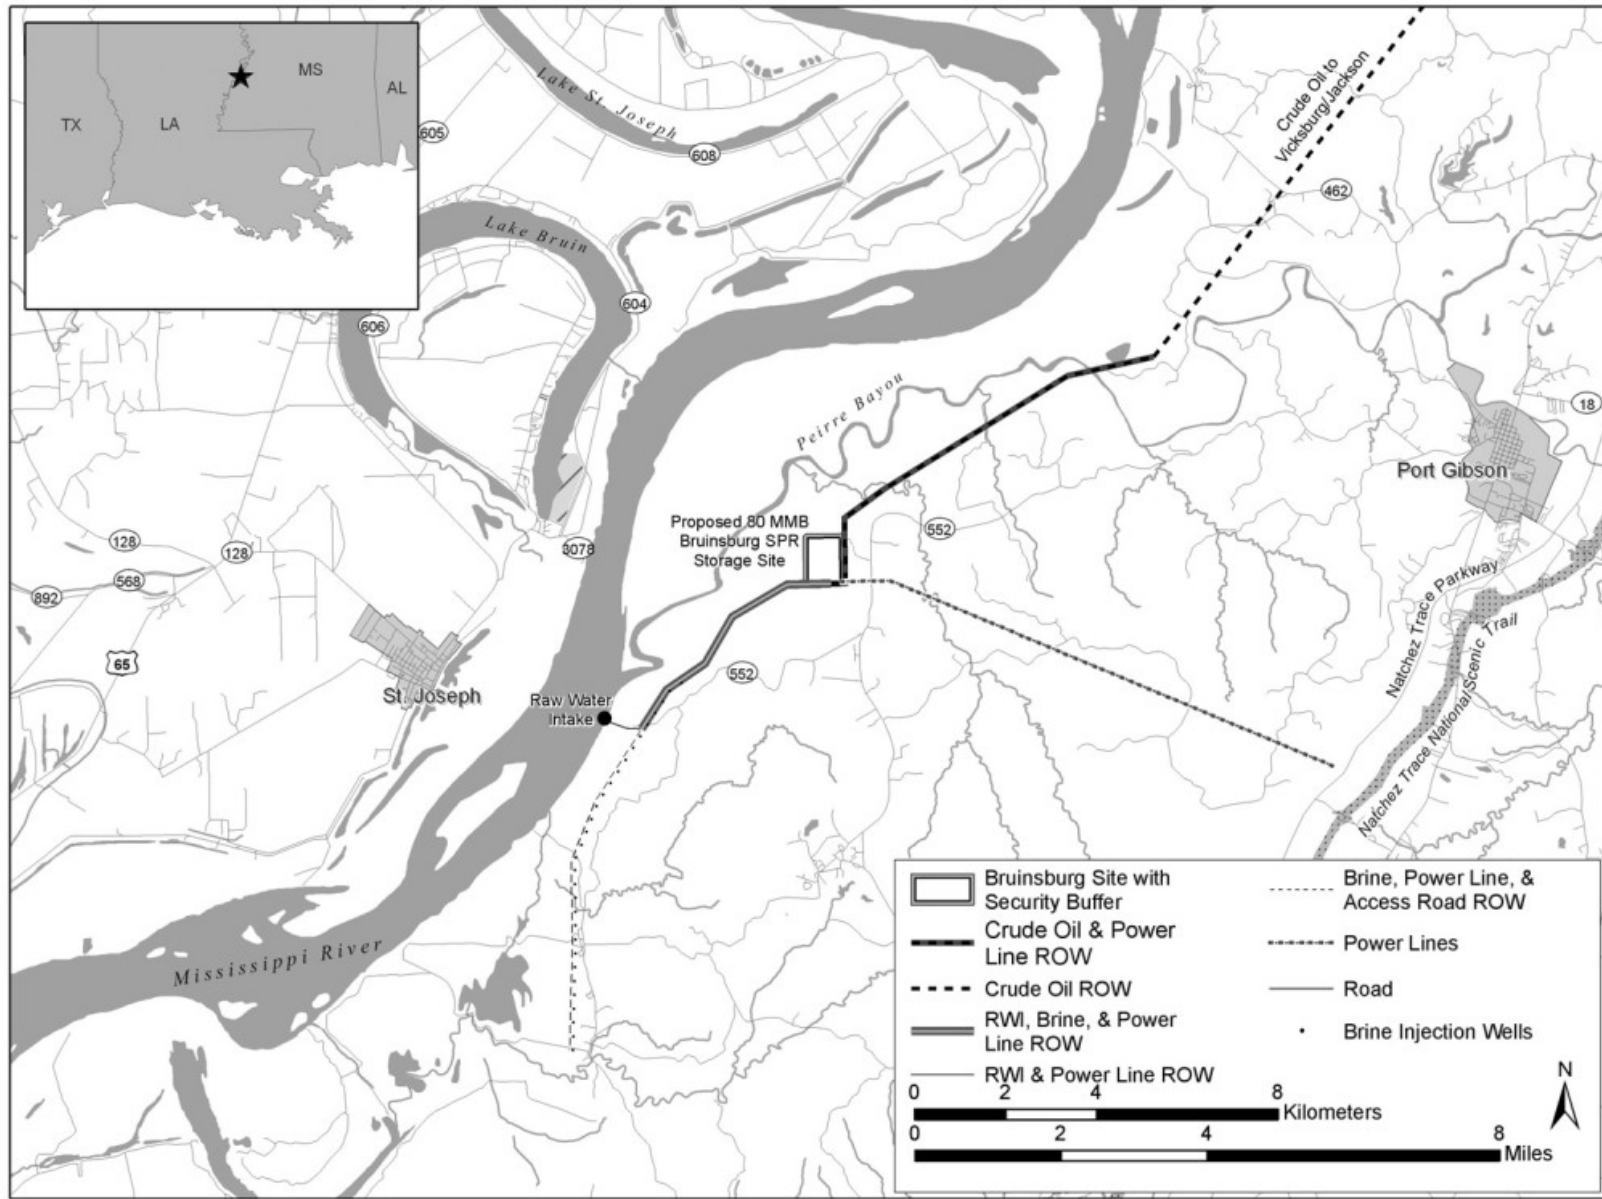 TX
LA
MS
AL
605
Lake St. Joseph
608
Crude Oil to
Vicksburg/Jackson
462
Lake Bruin
604
606
Peirre Bayou
18
Port Gibson
Proposed 80 MMB
Bruinsburg SPR
Storage Site
552
128
128
3078
568
892
Natchez Trace Parkway
Natchez Trace National Scenic Trail
65
St. Joseph
552
Raw Water
Intake
Mississippi River
Bruinsburg Site with
Security Buffer
Crude Oil & Power
Line ROW
Crude Oil ROW
RWI, Brine, & Power
Line ROW
RWI & Power Line ROW
Brine, Power Line, &
Access Road ROW
Power Lines
Road
Brine Injection Wells
N
0 2 4 8
Kilometers
0 2 4 8
Miles